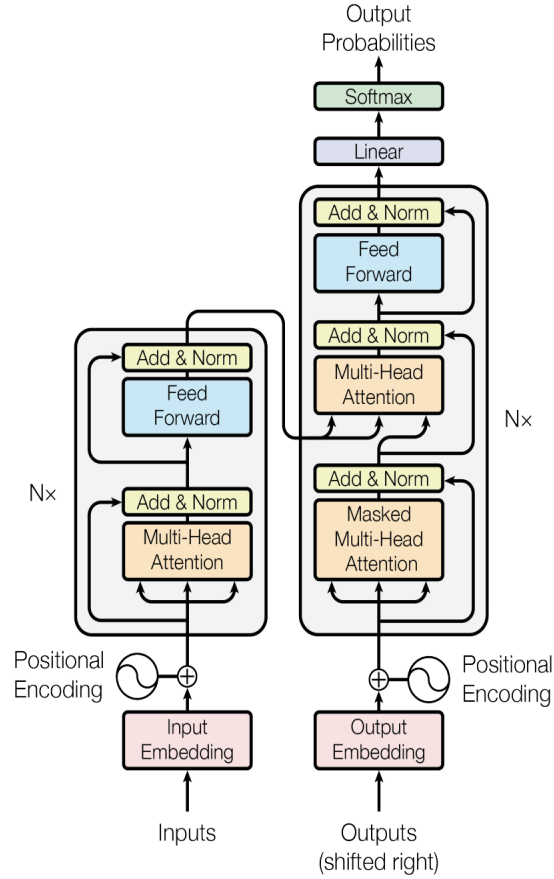 Output
Probabilities
Softmax
Linear
Add & Norm
Feed
Forward
Add & Norm
Multi-Head
Attention
Add & Norm
Masked
Multi-Head
Attention
N×
Add & Norm
Feed
Forward
Add & Norm
Multi-Head
Attention
N×
Positional
Encoding
Positional
Encoding
Input
Embedding
Output
Embedding
Inputs
Outputs
(shifted right)